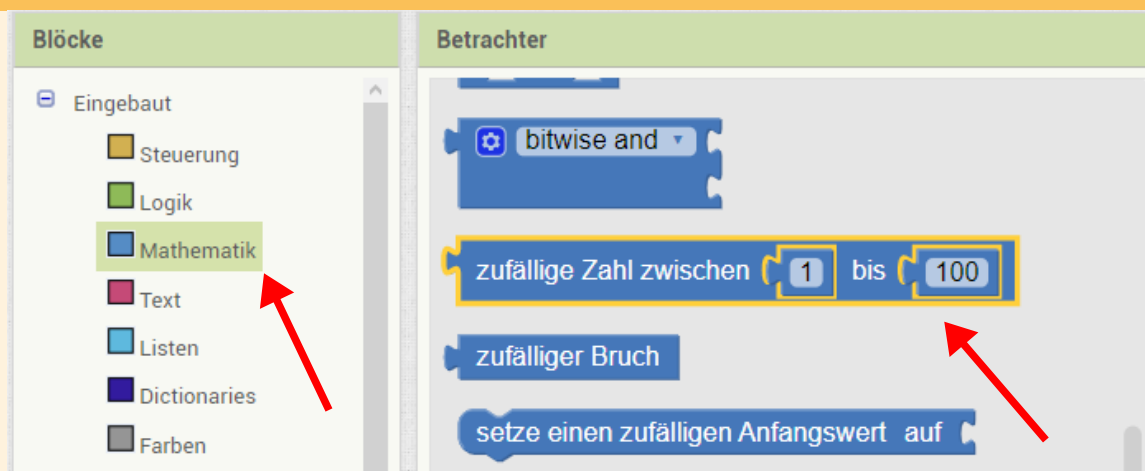 Blöcke
Eingebaut
Steuerung
Logik
Mathematik
Text
Listen
Dictionaries
Farben
Betrachter
bitwise and
zufällige Zahl zwischen 1 bis 100
zufälliger Bruch
setze einen zufälligen Anfangswert auf